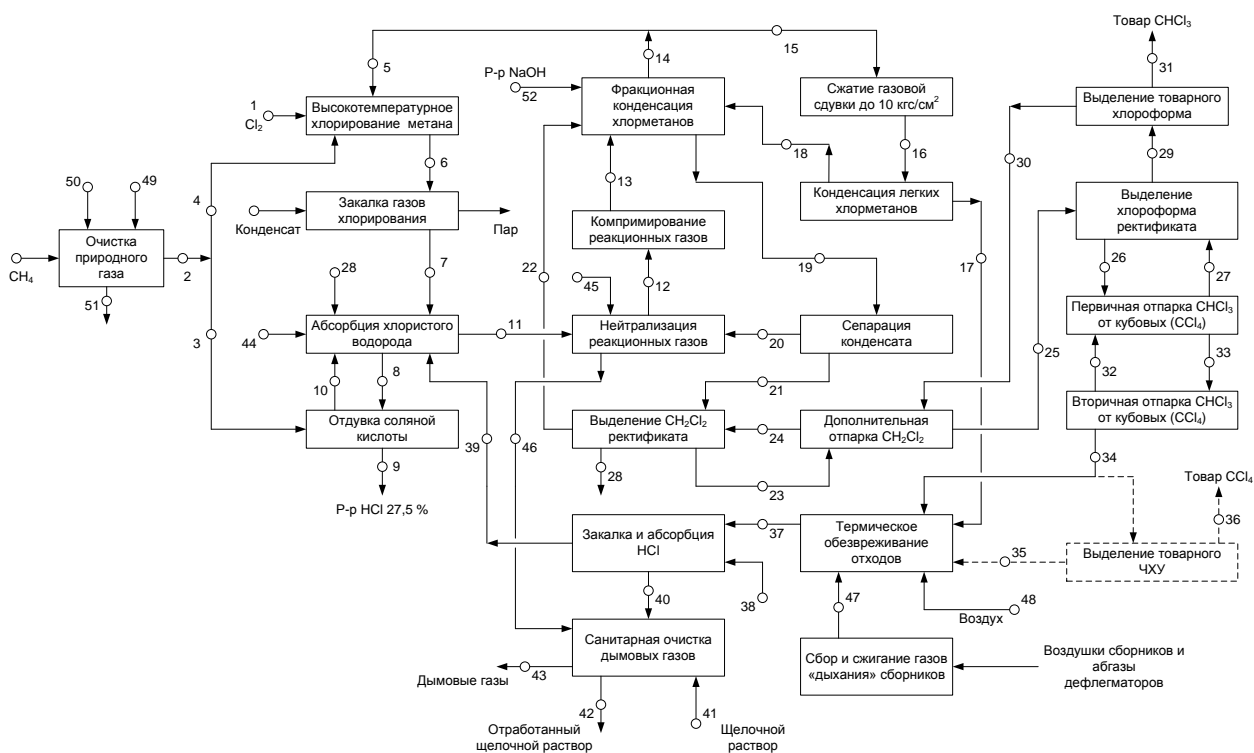 Товар CHCl₃
31
15
5
14
Р-р NaOH
52
1
Cl₂
Высокотемпературное
хлорирование метана
Фракционная
конденсация
хлорметанов
Сжатие газовой
сдувки до 10 кгс/см²
Выделение товарного
хлороформа
50
49
4
6
13
18
16
30
29
Конденсат
Закалка газов
хлорирования
Пар
Компримирование
реакционных газов
Конденсация легких
хлорметанов
Выделение
хлороформа
ректификата
CH₄
Очистка
природного
газа
2
51
28
7
22
45
12
19
17
26
27
3
44
Абсорбция хлористого
водорода
11
Нейтрализация
реакционных газов
20
Сепарация
конденсата
Первичная отпарка CHCl₃
от кубовых (CCl₄)
25
10
8
21
32
33
Отдувка соляной
кислоты
39
46
Выделение CH₂Cl₂
ректификата
24
Дополнительная
отпарка CH₂Cl₂
Вторичная отпарка CHCl₃
от кубовых (CCl₄)
9
28
23
34
Р-р HCl 27,5 %
Товар CCl₄
36
Закалка и абсорбция
HCl
37
Термическое
обезвреживание
отходов
35
Выделение товарного
ЧХУ
40
38
47
48
Воздух
Санитарная очистка
дымовых газов
Сбор и сжигание газов
«дыхания» сборников
Воздушки сборников и
абгазы
дефлегматоров
43
Дымовые газы
42
41
Отработанный
щелочной раствор
Щелочной
раствор